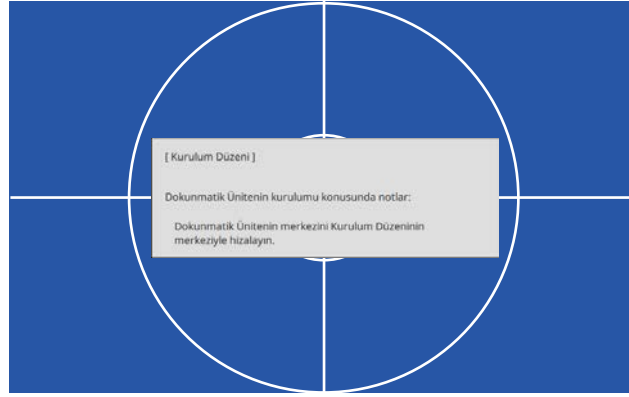 [ Kurulum Düzeni ]
Dokunmatik Ünitenin kurulumu konusunda notlar:
Dokunmatik Ünitenin merkezini Kurulum Düzeninin
merkeziyle hizalayın.